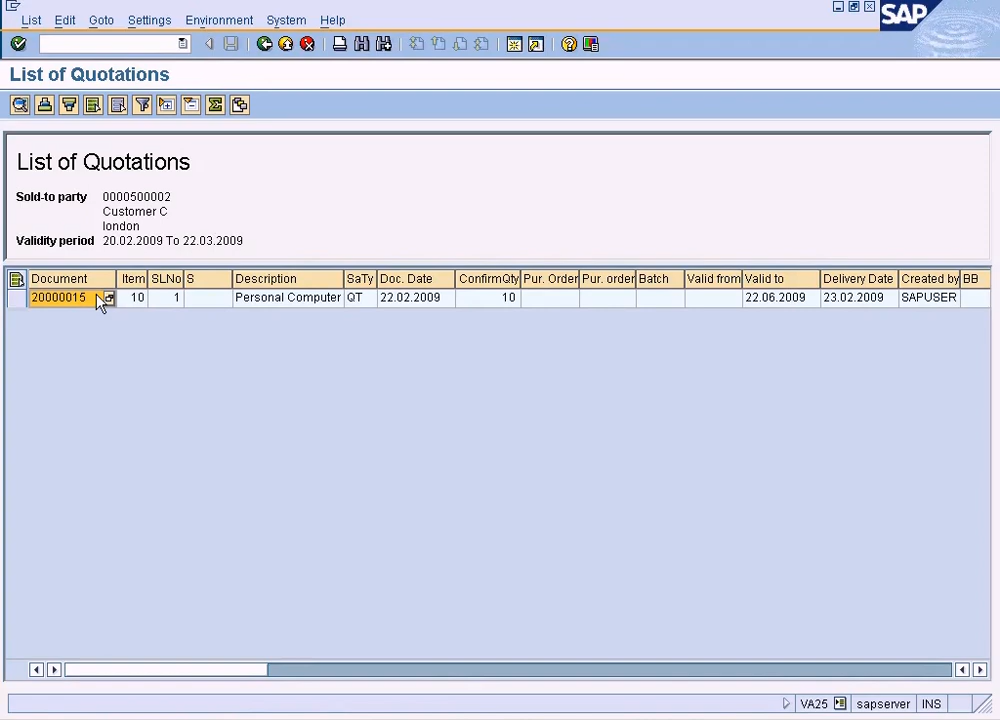 List Edit Goto Settings Environment System Help
SAP
List of Quotations
List of Quotations
Sold-to party 0000500002
Customer C
london
Validity period 20.02.2009 To 22.03.2009
Document Item SLNo S Description SaTy Doc. Date ConfirmQty Pur. Order Pur. order Batch Valid from Valid to Delivery Date Created by BB
20000015 10 1 Personal Computer QT 22.02.2009 10 22.06.2009 23.02.2009 SAPUSER
VA25 sapserver INS